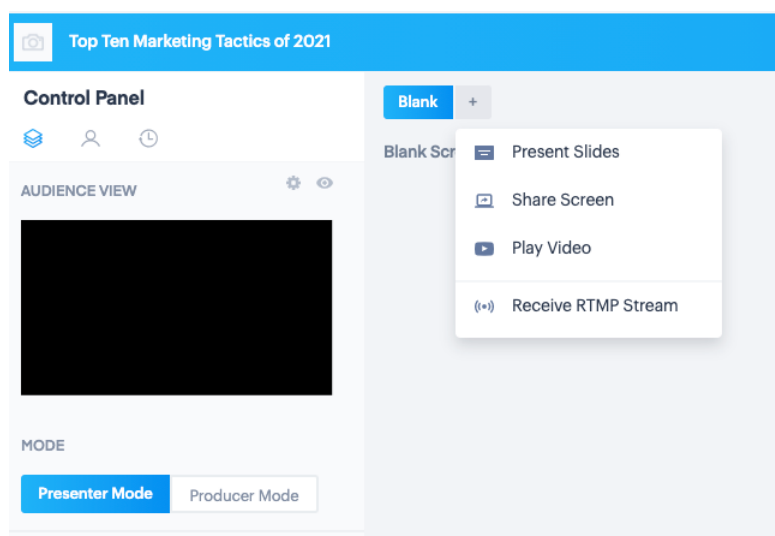 Top Ten Marketing Tactics of 2021
Control Panel
AUDIENCE VIEW
MODE
Presenter Mode
Producer Mode
Blank
+
Blank Scr
Present Slides
Share Screen
Play Video
Receive RTMP Stream